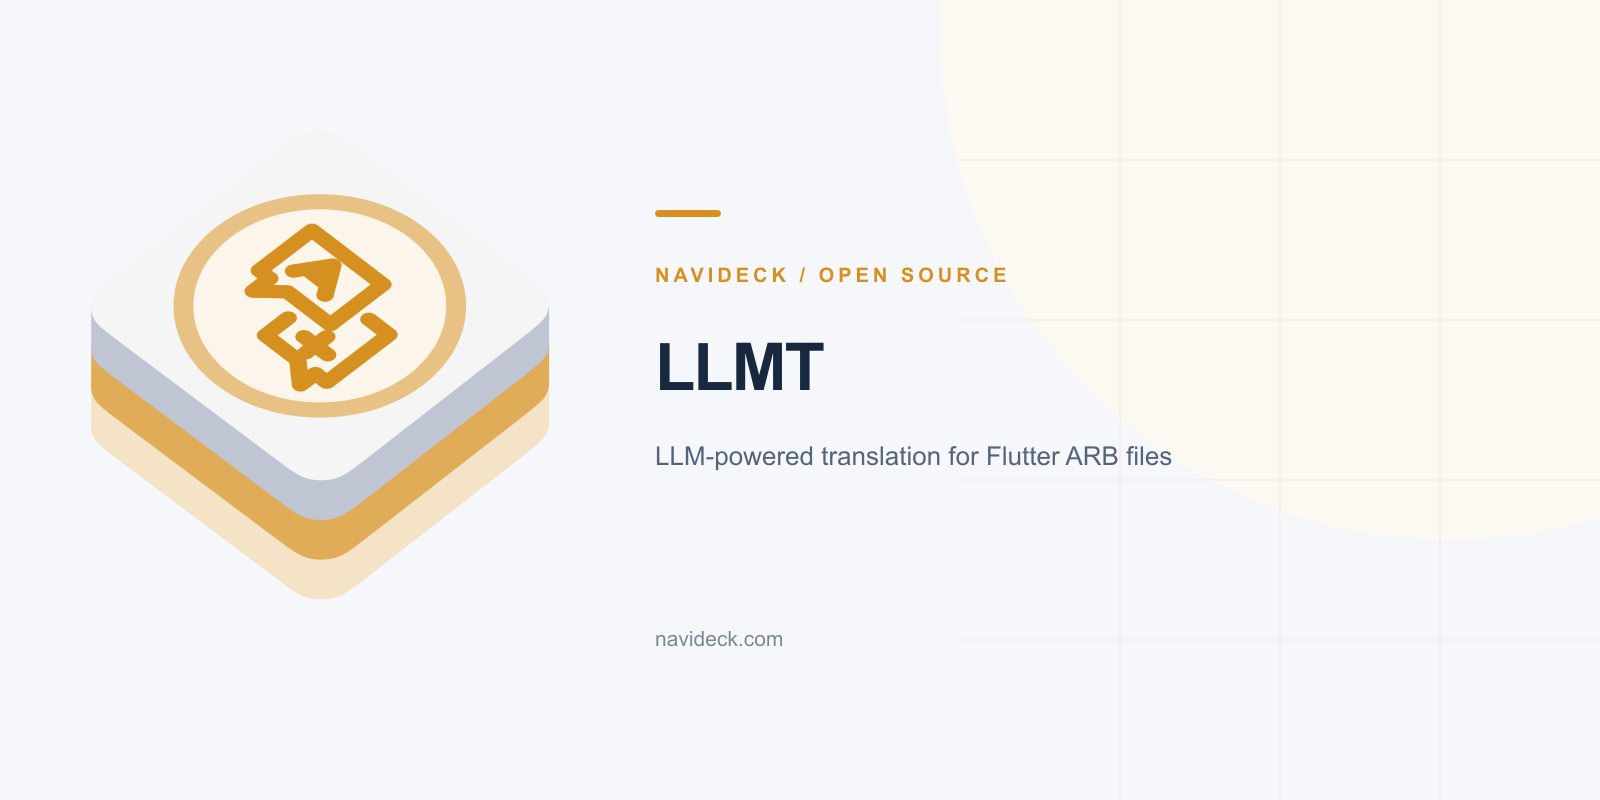 NAVIDECK / OPEN SOURCE
LLMT
LLM-powered translation for Flutter ARB files
navideck.com